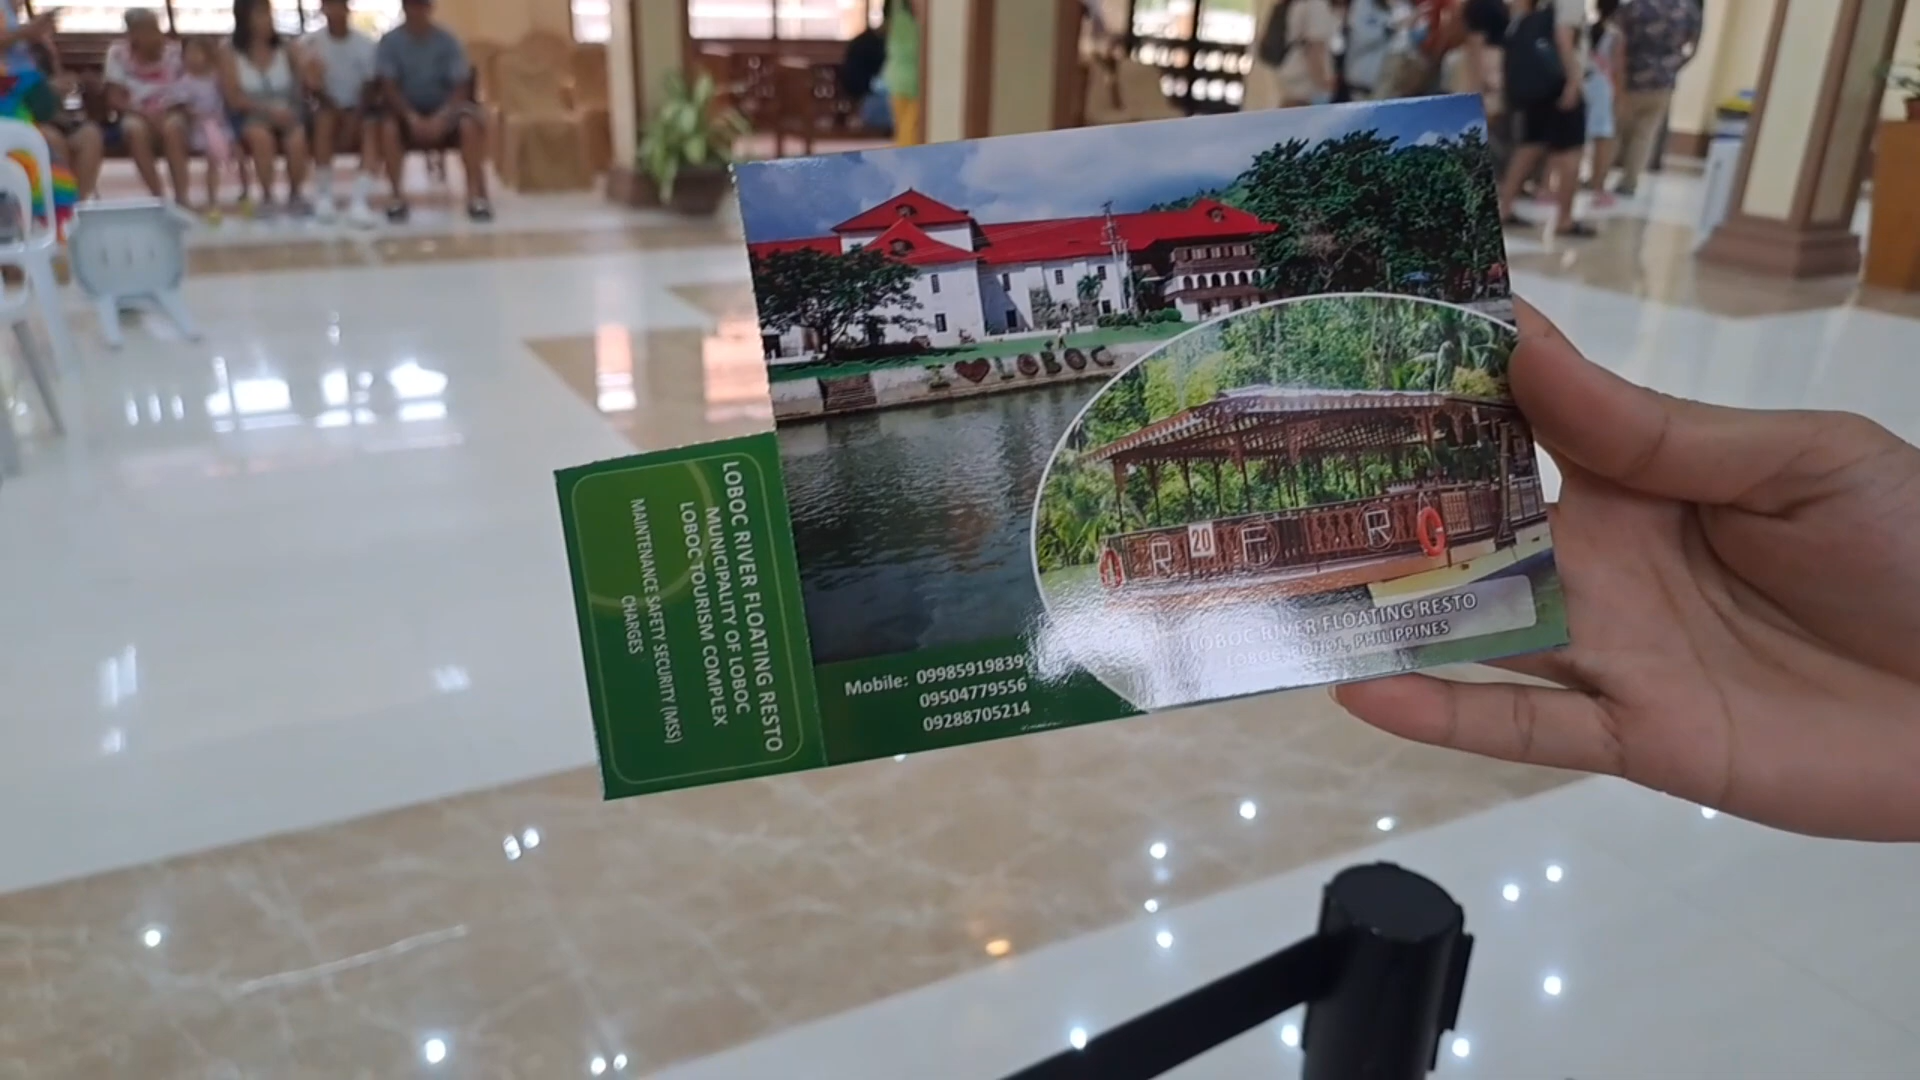 LOBOC RIVER FLOATING RESTO
MUNICIPALITY OF LOBOC
LOBOC TOURISM COMPLEX
MAINTENANCE SAFETY SECURITY (MSS)
CHARGES
I ❤ LOBOC
R 20 F R
LOBOC RIVER FLOATING RESTO
LOBOC, BOHOL, PHILIPPINES
Mobile: 09985919839
09504779556
09288705214